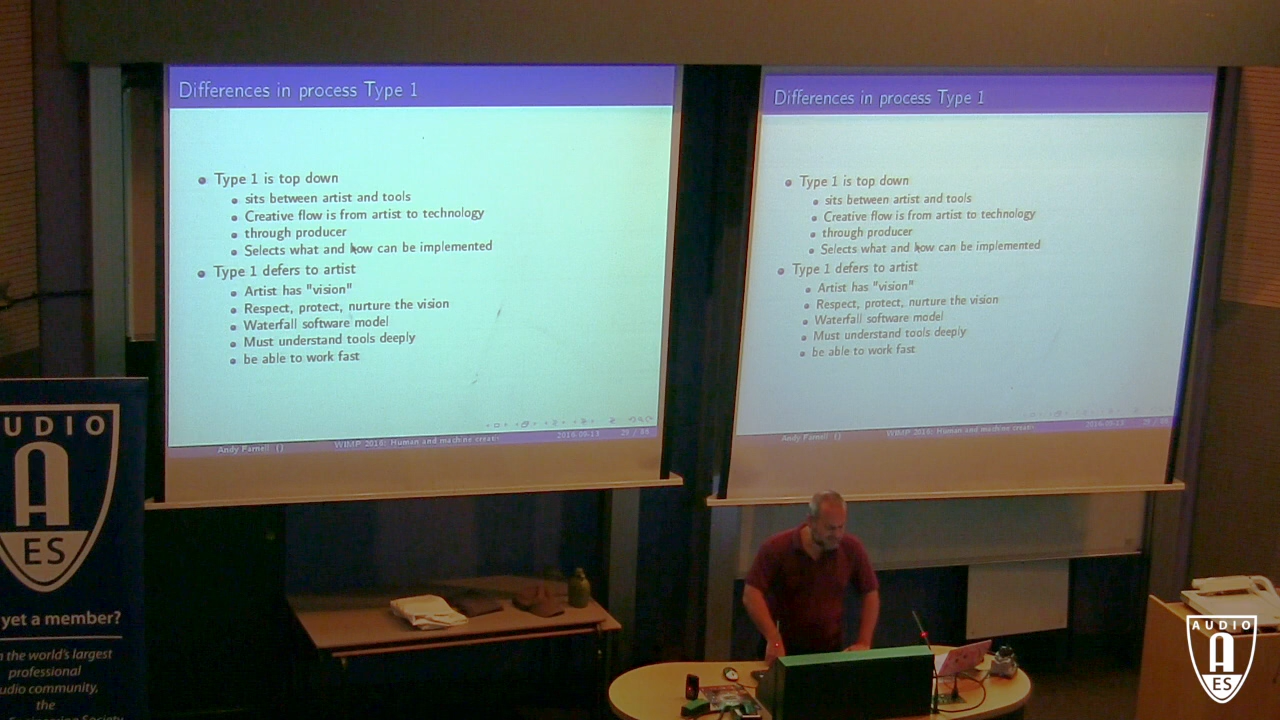 Differences in process Type 1
Type 1 is top down
sits between artist and tools
Creative flow is from artist to technology
through producer
Selects what and how can be implemented
Type 1 defers to artist
Artist has "vision"
Respect, protect, nurture the vision
Waterfall software model
Must understand tools deeply
be able to work fast
Andy Farnell ()
WIMP 2016: Human and machine creati
2016-09-13
Differences in process Type 1
Type 1 is top down
sits between artist and tools
Creative flow is from artist to technology
through producer
Selects what and how can be implemented
Type 1 defers to artist
Artist has "vision"
Respect, protect, nurture the vision
Waterfall software model
Must understand tools deeply
be able to work fast
Andy Farnell ()
WIMP 2016: Human and machine creati
2016-09-13
UDIO
A
ES
yet a member?
the world's largest
professional
udio community,
the
Society
AUDIO
A
ES